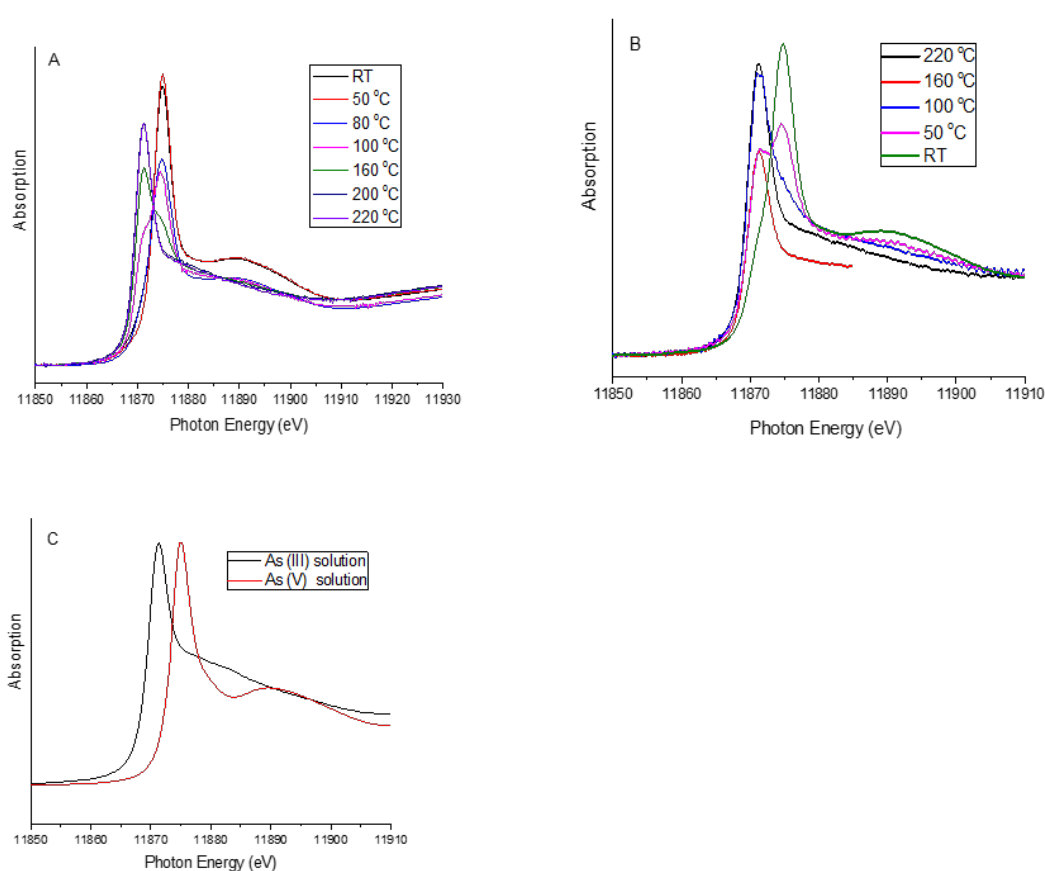 A
RT
50 °C
80 °C
100 °C
160 °C
200 °C
220 °C
Absorption
11850 11860 11870 11880 11890 11900 11910 11920 11930
Photon Energy (eV)
B
220 °C
160 °C
100 °C
50 °C
RT
Absorption
11850 11860 11870 11880 11890 11900 11910
Photon Energy (eV)
C
As (III) solution
As (V) solution
Absorption
11850 11860 11870 11880 11890 11900 11910
Photon Energy (eV)